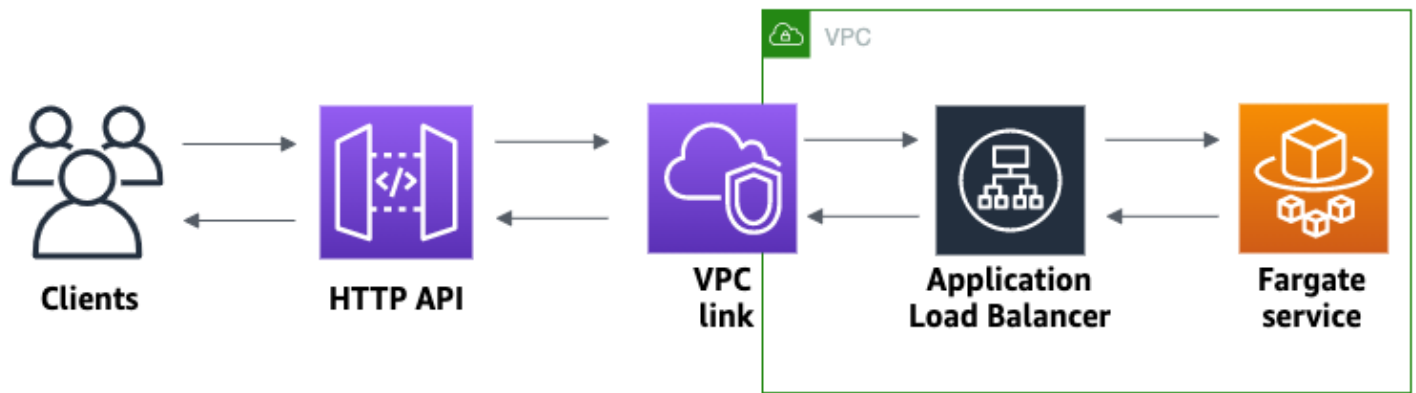 VPC
</>
Clients
HTTP API
VPC
link
Application
Load Balancer
Fargate
service